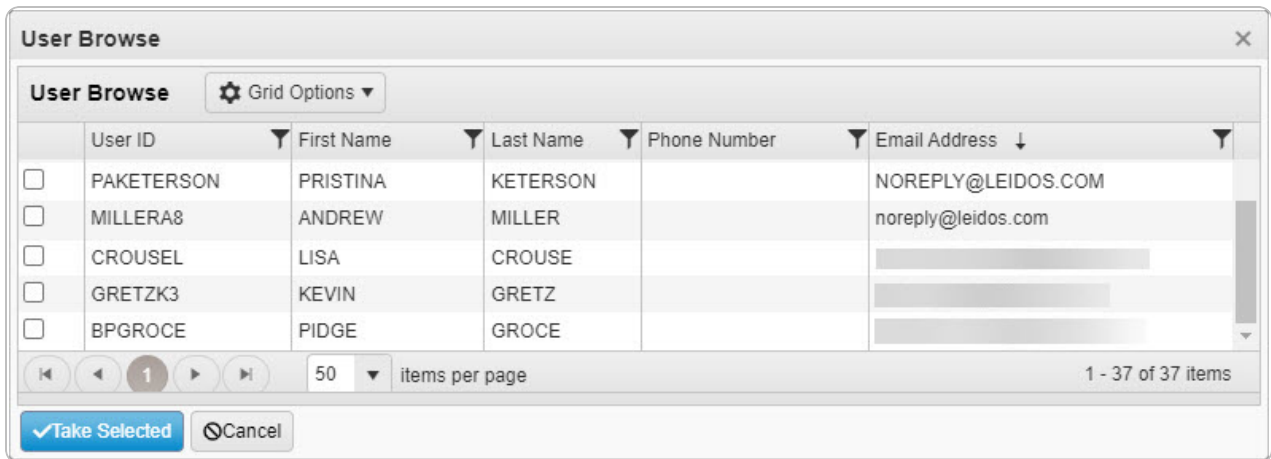 User Browse
User Browse Grid Options
User ID First Name Last Name Phone Number Email Address
PAKETERSON PRISTINA KETERSON NOREPLY@LEIDOS.COM
MILLERA8 ANDREW MILLER noreply@leidos.com
CROUSEL LISA CROUSE
GRETZK3 KEVIN GRETZ
BPGROCE PIDGE GROCE
1 50 items per page 1 - 37 of 37 items
Take Selected Cancel